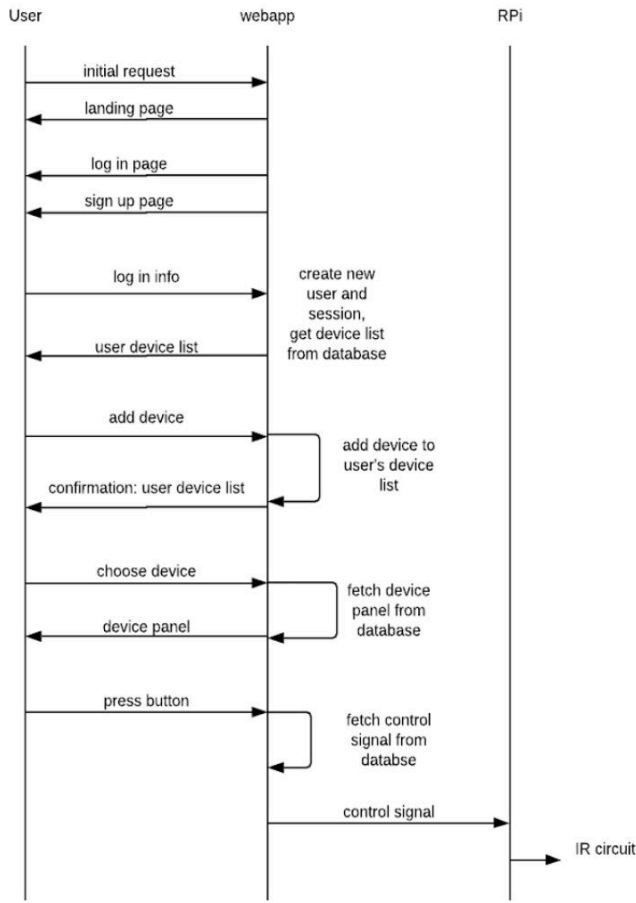 User
webapp
RPi
initial request
landing page
log in page
sign up page
log in info
create new
user and
session,
get device list
from database
user device list
add device
add device to
user's device
list
confirmation: user device list
choose device
fetch device
panel from
database
device panel
press button
fetch control
signal from
databse
control signal
IR circuit